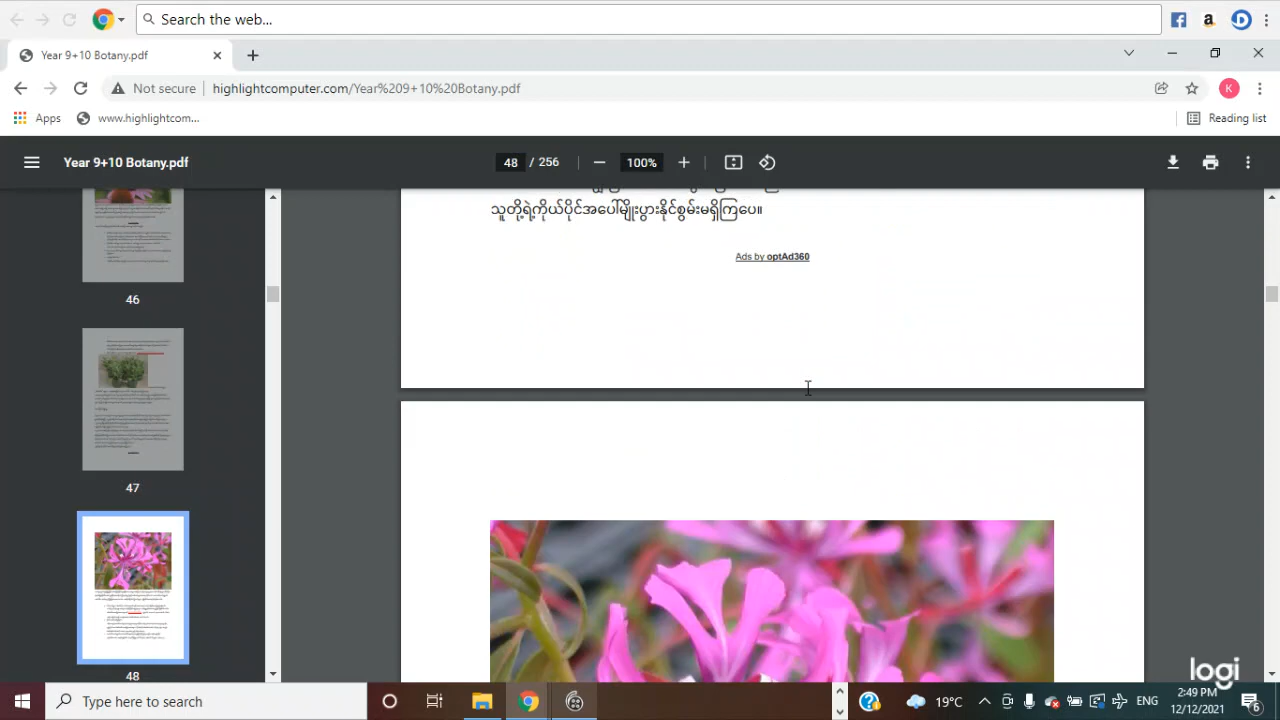 Search the web...
Year 9+10 Botany.pdf
Not secure
highlightcomputer.com/Year%209+10%20Botany.pdf
K
Apps
www.highlightcom...
Reading list
Year 9+10 Botany.pdf
48 / 256
100%
သူတို့ရဲ့ကိုယ်ပိုင်အပေါ်မျိုးပွားနိုင်စွမ်းမရှိကြပေ။
Ads by optAd360
46
47
48
logi
Type here to search
19°C
ENG
2:49 PM
12/12/2021
6